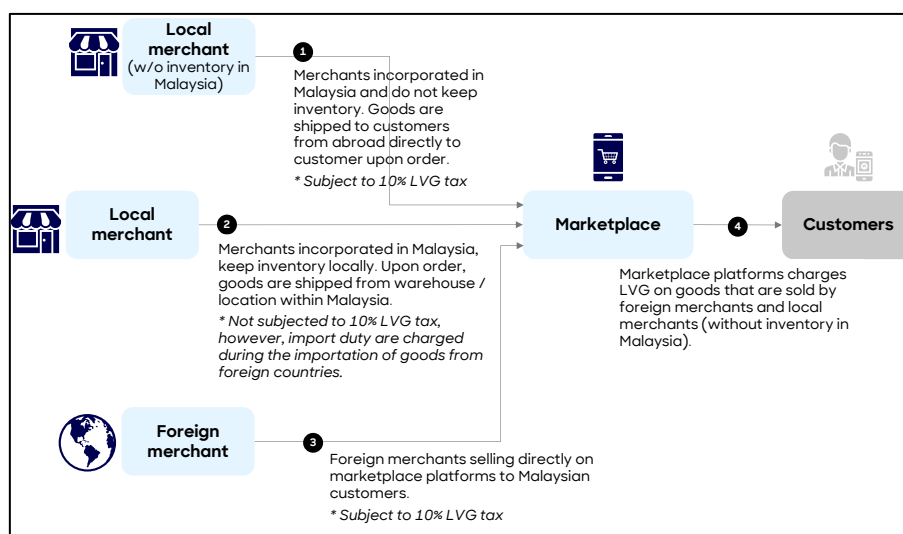 Local
merchant
(w/o inventory in
Malaysia)
1
Merchants incorporated in
Malaysia and do not keep
inventory. Goods are
shipped to customers
from abroad directly to
customer upon order.
* Subject to 10% LVG tax
Local
merchant
2
Merchants incorporated in Malaysia,
keep inventory locally. Upon order,
goods are shipped from warehouse /
location within Malaysia.
* Not subjected to 10% LVG tax,
however, import duty are charged
during the importation of goods from
foreign countries.
Foreign
merchant
3
Foreign merchants selling directly on
marketplace platforms to Malaysian
customers.
* Subject to 10% LVG tax
Marketplace
4
Customers
Marketplace platforms charges
LVG on goods that are sold by
foreign merchants and local
merchants (without inventory in
Malaysia).